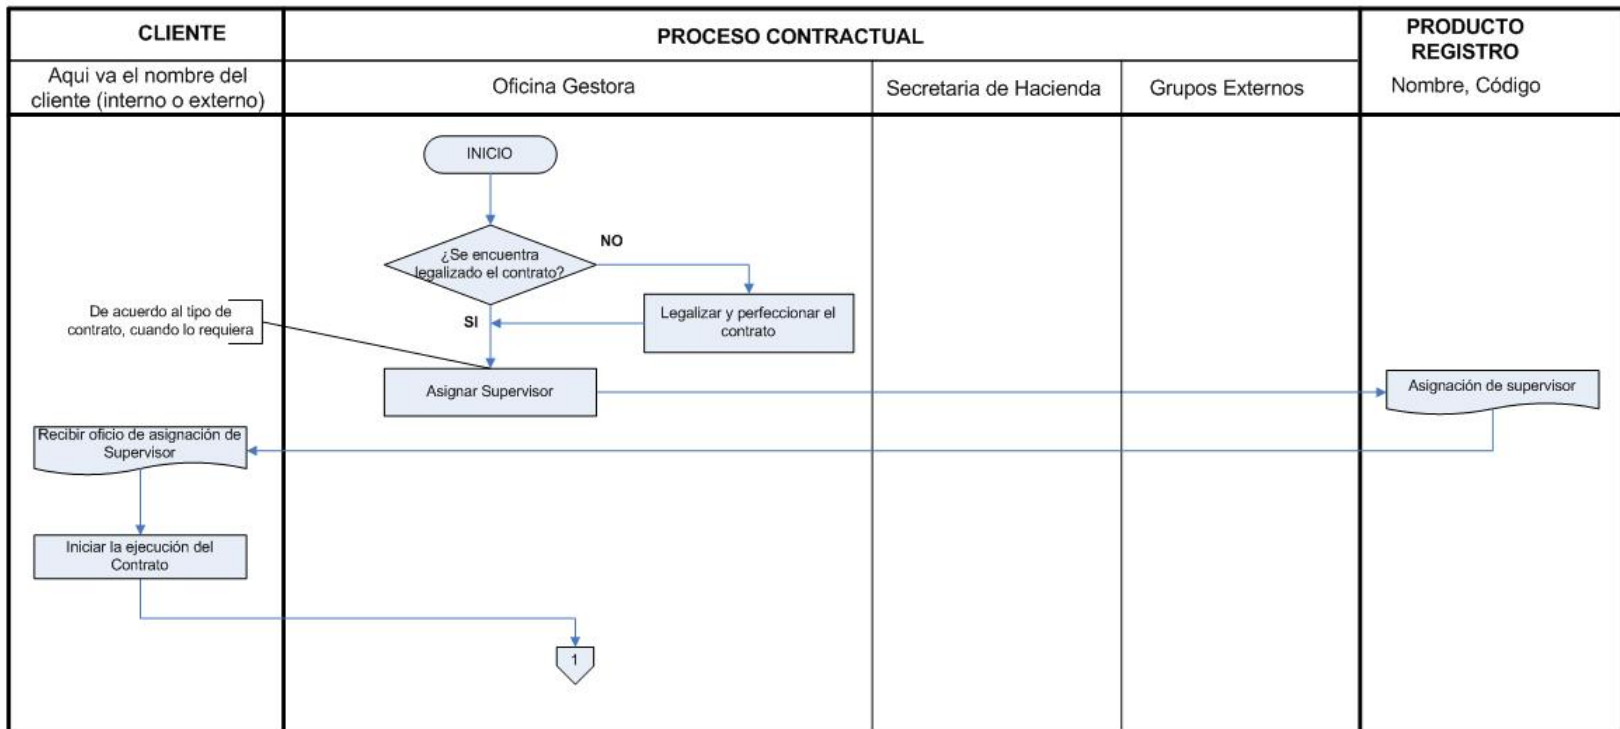 CLIENTE
PROCESO CONTRACTUAL
PRODUCTO
REGISTRO
Aqui va el nombre del
cliente (interno o externo)
Oficina Gestora
Secretaria de Hacienda
Grupos Externos
Nombre, Código
INICIO
¿Se encuentra
legalizado el contrato?
NO
De acuerdo al tipo de
contrato, cuando lo requiera
SI
Legalizar y perfeccionar el
contrato
Asignar Supervisor
Asignación de supervisor
Recibir oficio de asignación de
Supervisor
Iniciar la ejecución del
Contrato
1